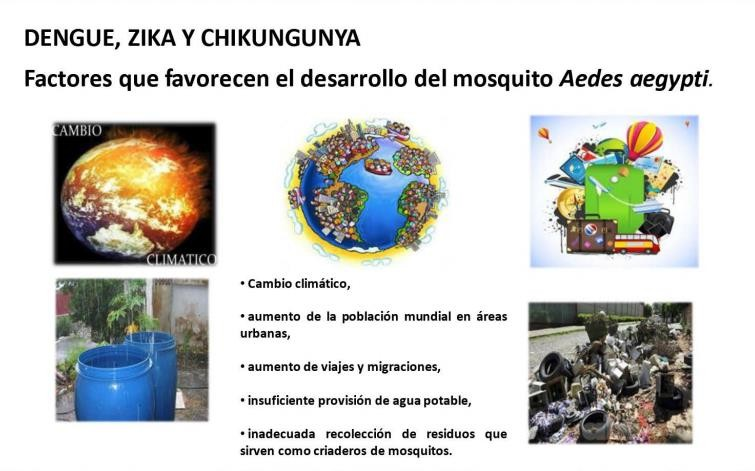 DENGUE, ZIKA Y CHIKUNGUNYA
Factores que favorecen el desarrollo del mosquito Aedes aegypti.
CAMBIO
CLIMATICO
• Cambio climático,
• aumento de la población mundial en áreas
urbanas,
• aumento de viajes y migraciones,
• insuficiente provisión de agua potable,
• inadecuada recolección de residuos que
sirven como criaderos de mosquitos.